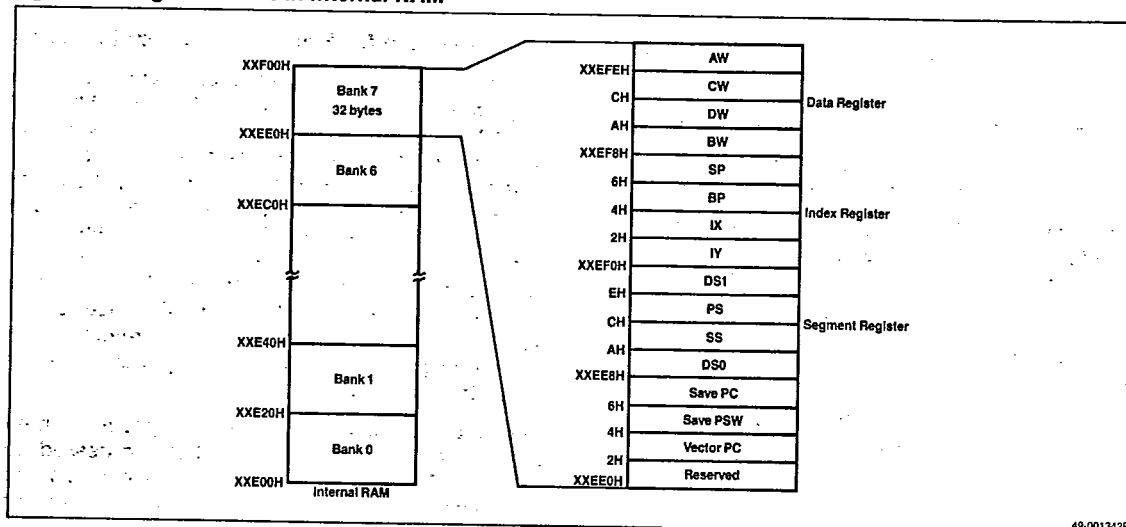 XXF00H
Bank 7
32 bytes
XXEE0H
Bank 6
XXEC0H
XXE40H
Bank 1
XXE20H
Bank 0
XXE00H
Internal RAM
AW
XXEFEH
CW
CH
DW
AH
BW
XXEF8H
SP
6H
BP
4H
IX
2H
IY
XXEF0H
DS1
EH
PS
CH
SS
AH
DS0
XXEE8H
Save PC
6H
Save PSW
4H
Vector PC
2H
Reserved
XXEE0H
Data Register
Index Register
Segment Register